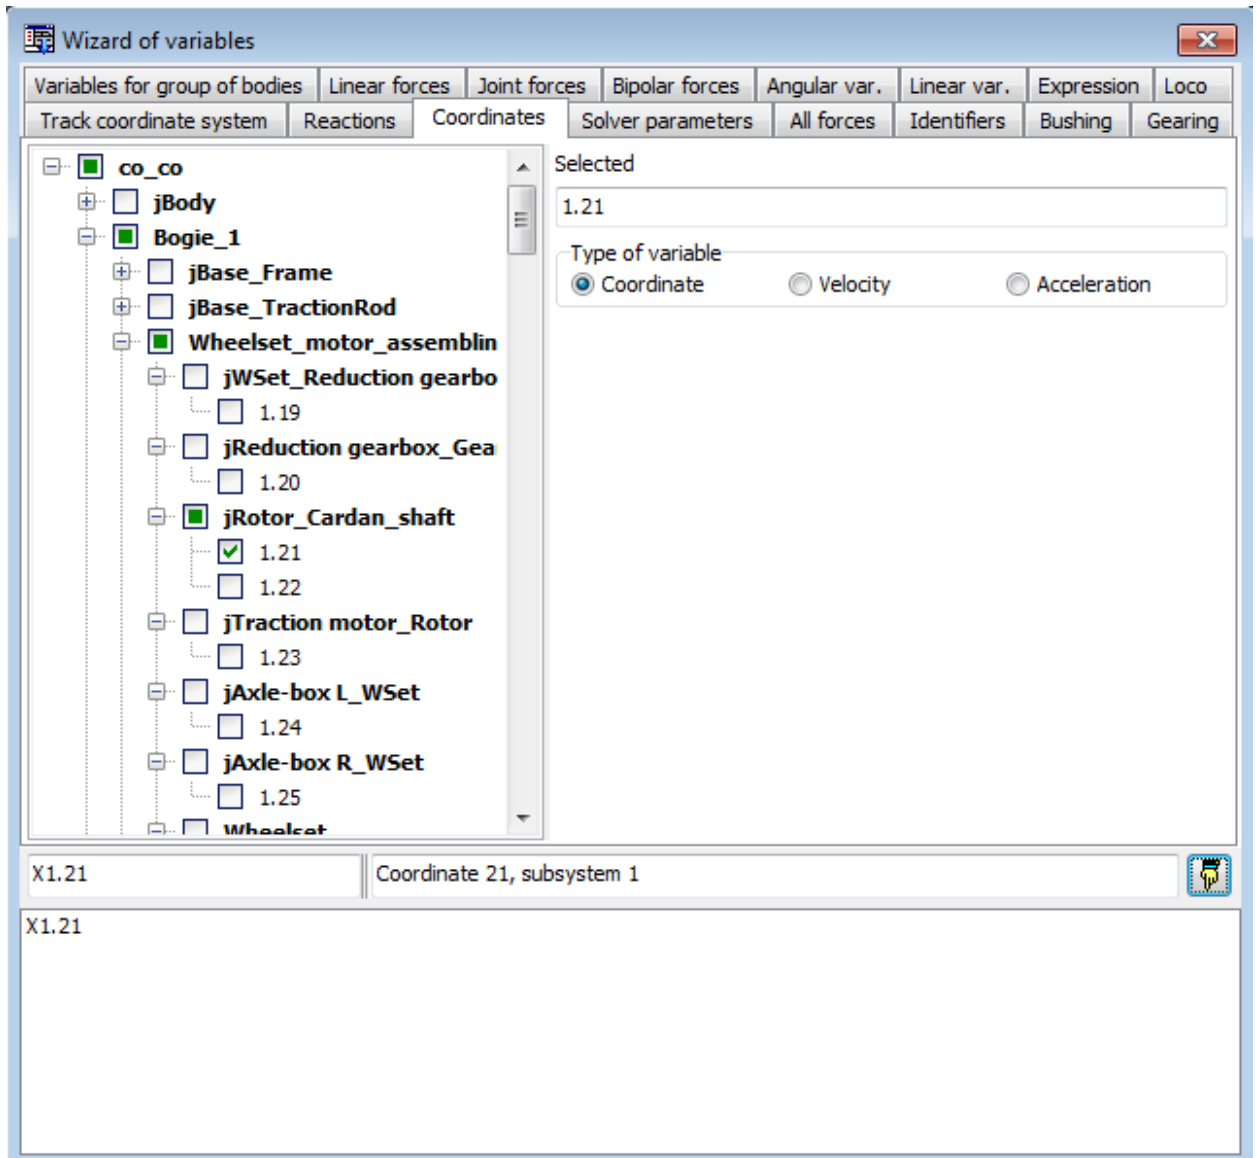 Wizard of variables
Variables for group of bodies Linear forces Joint forces Bipolar forces Angular var. Linear var. Expression Loco
Track coordinate system Reactions Coordinates Solver parameters All forces Identifiers Bushing Gearing
co_co
jBody
Bogie_1
jBase_Frame
jBase_TractionRod
Wheelset_motor_assemblin
jWSet_Reduction gearbo
1.19
jReduction gearbox_Gea
1.20
jRotor_Cardan_shaft
1.21
1.22
jTraction motor_Rotor
1.23
jAxle-box L_WSet
1.24
jAxle-box R_WSet
1.25
Wheelset
Selected
1.21
Type of variable
Coordinate Velocity Acceleration
X1.21 Coordinate 21, subsystem 1
X1.21